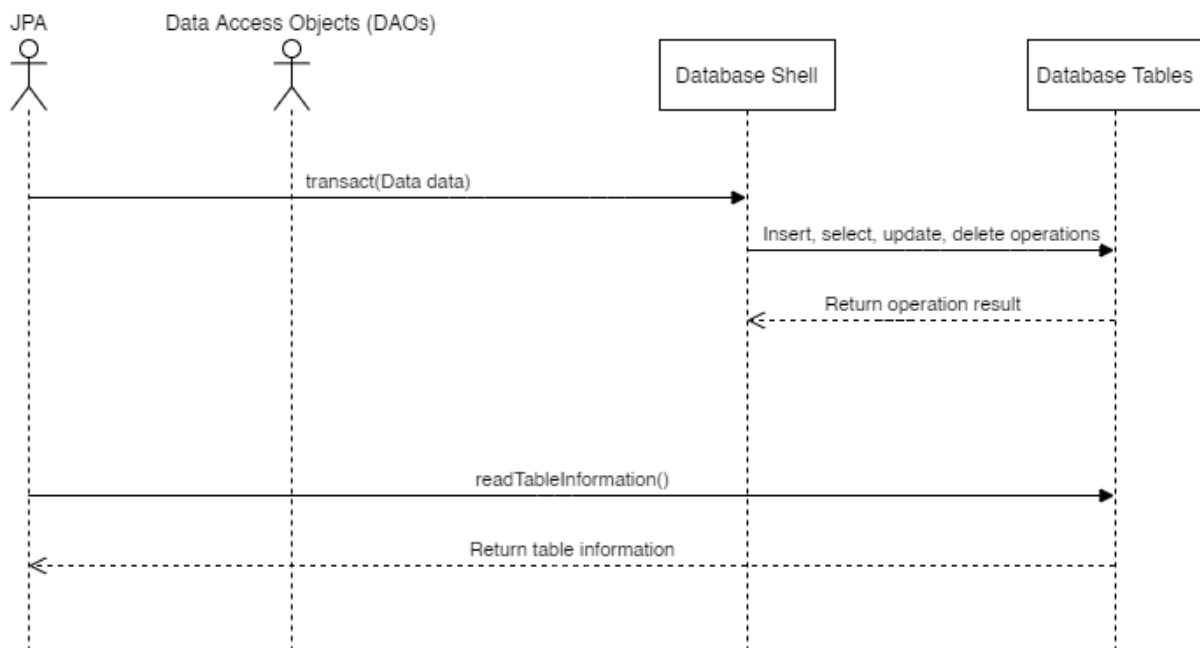 JPA
Data Access Objects (DAOs)
Database Shell
Database Tables
transact(Data data)
Insert, select, update, delete operations
Return operation result
readTableInformation()
Return table information